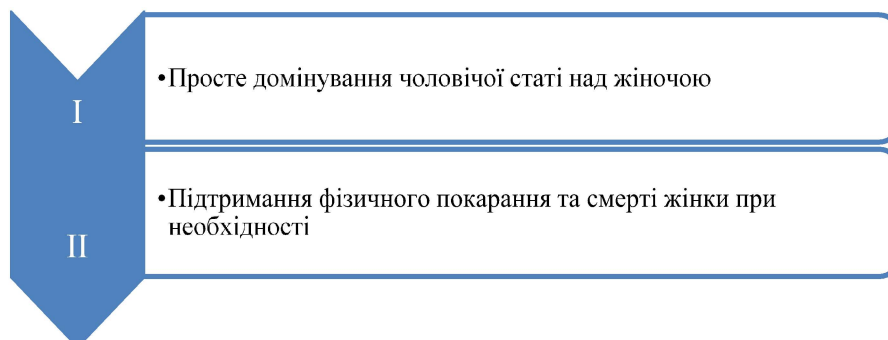 •Просте домінування чоловічої статі над жіночою
I
•Підтримання фізичного покарання та смерті жінки при
необхідності
II